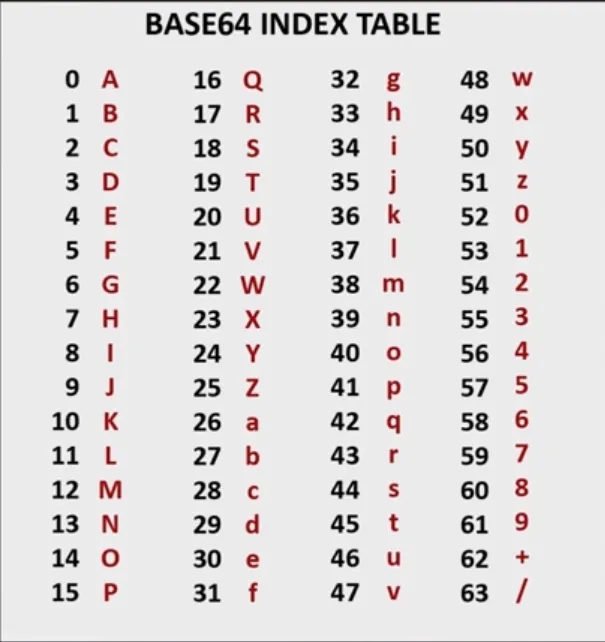 BASE64 INDEX TABLE
0 A 16 Q 32 g 48 w
1 B 17 R 33 h 49 x
2 C 18 S 34 i 50 y
3 D 19 T 35 j 51 z
4 E 20 U 36 k 52 0
5 F 21 V 37 l 53 1
6 G 22 W 38 m 54 2
7 H 23 X 39 n 55 3
8 I 24 Y 40 o 56 4
9 J 25 Z 41 p 57 5
10 K 26 a 42 q 58 6
11 L 27 b 43 r 59 7
12 M 28 c 44 s 60 8
13 N 29 d 45 t 61 9
14 O 30 e 46 u 62 +
15 P 31 f 47 v 63 /